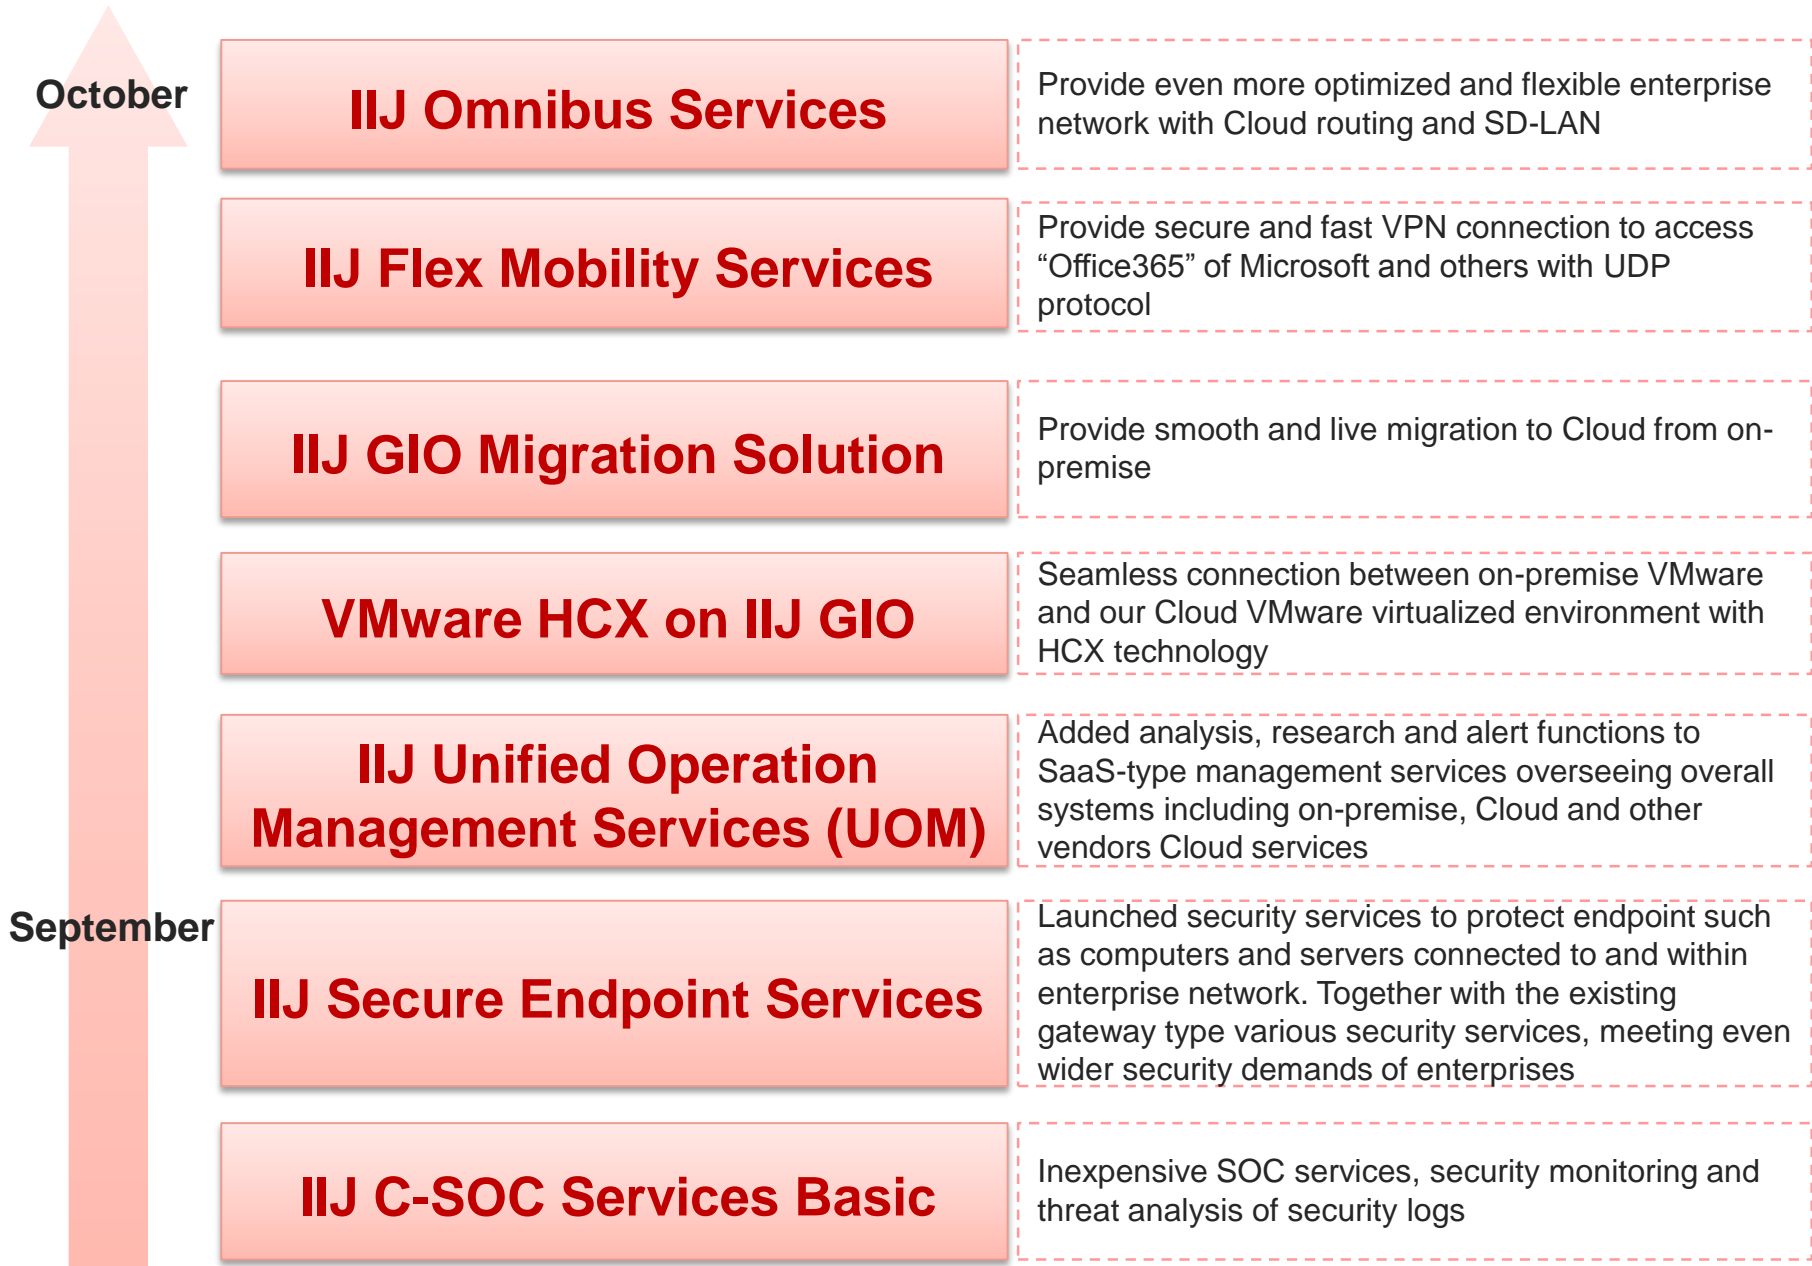 October
IIJ Omnibus Services
Provide even more optimized and flexible enterprise
network with Cloud routing and SD-LAN
IIJ Flex Mobility Services
Provide secure and fast VPN connection to access
“Office365” of Microsoft and others with UDP
protocol
IIJ GIO Migration Solution
Provide smooth and live migration to Cloud from on-
premise
VMware HCX on IIJ GIO
Seamless connection between on-premise VMware
and our Cloud VMware virtualized environment with
HCX technology
IIJ Unified Operation
Management Services (UOM)
Added analysis, research and alert functions to
SaaS-type management services overseeing overall
systems including on-premise, Cloud and other
vendors Cloud services
September
IIJ Secure Endpoint Services
Launched security services to protect endpoint such
as computers and servers connected to and within
enterprise network. Together with the existing
gateway type various security services, meeting even
wider security demands of enterprises
IIJ C-SOC Services Basic
Inexpensive SOC services, security monitoring and
threat analysis of security logs